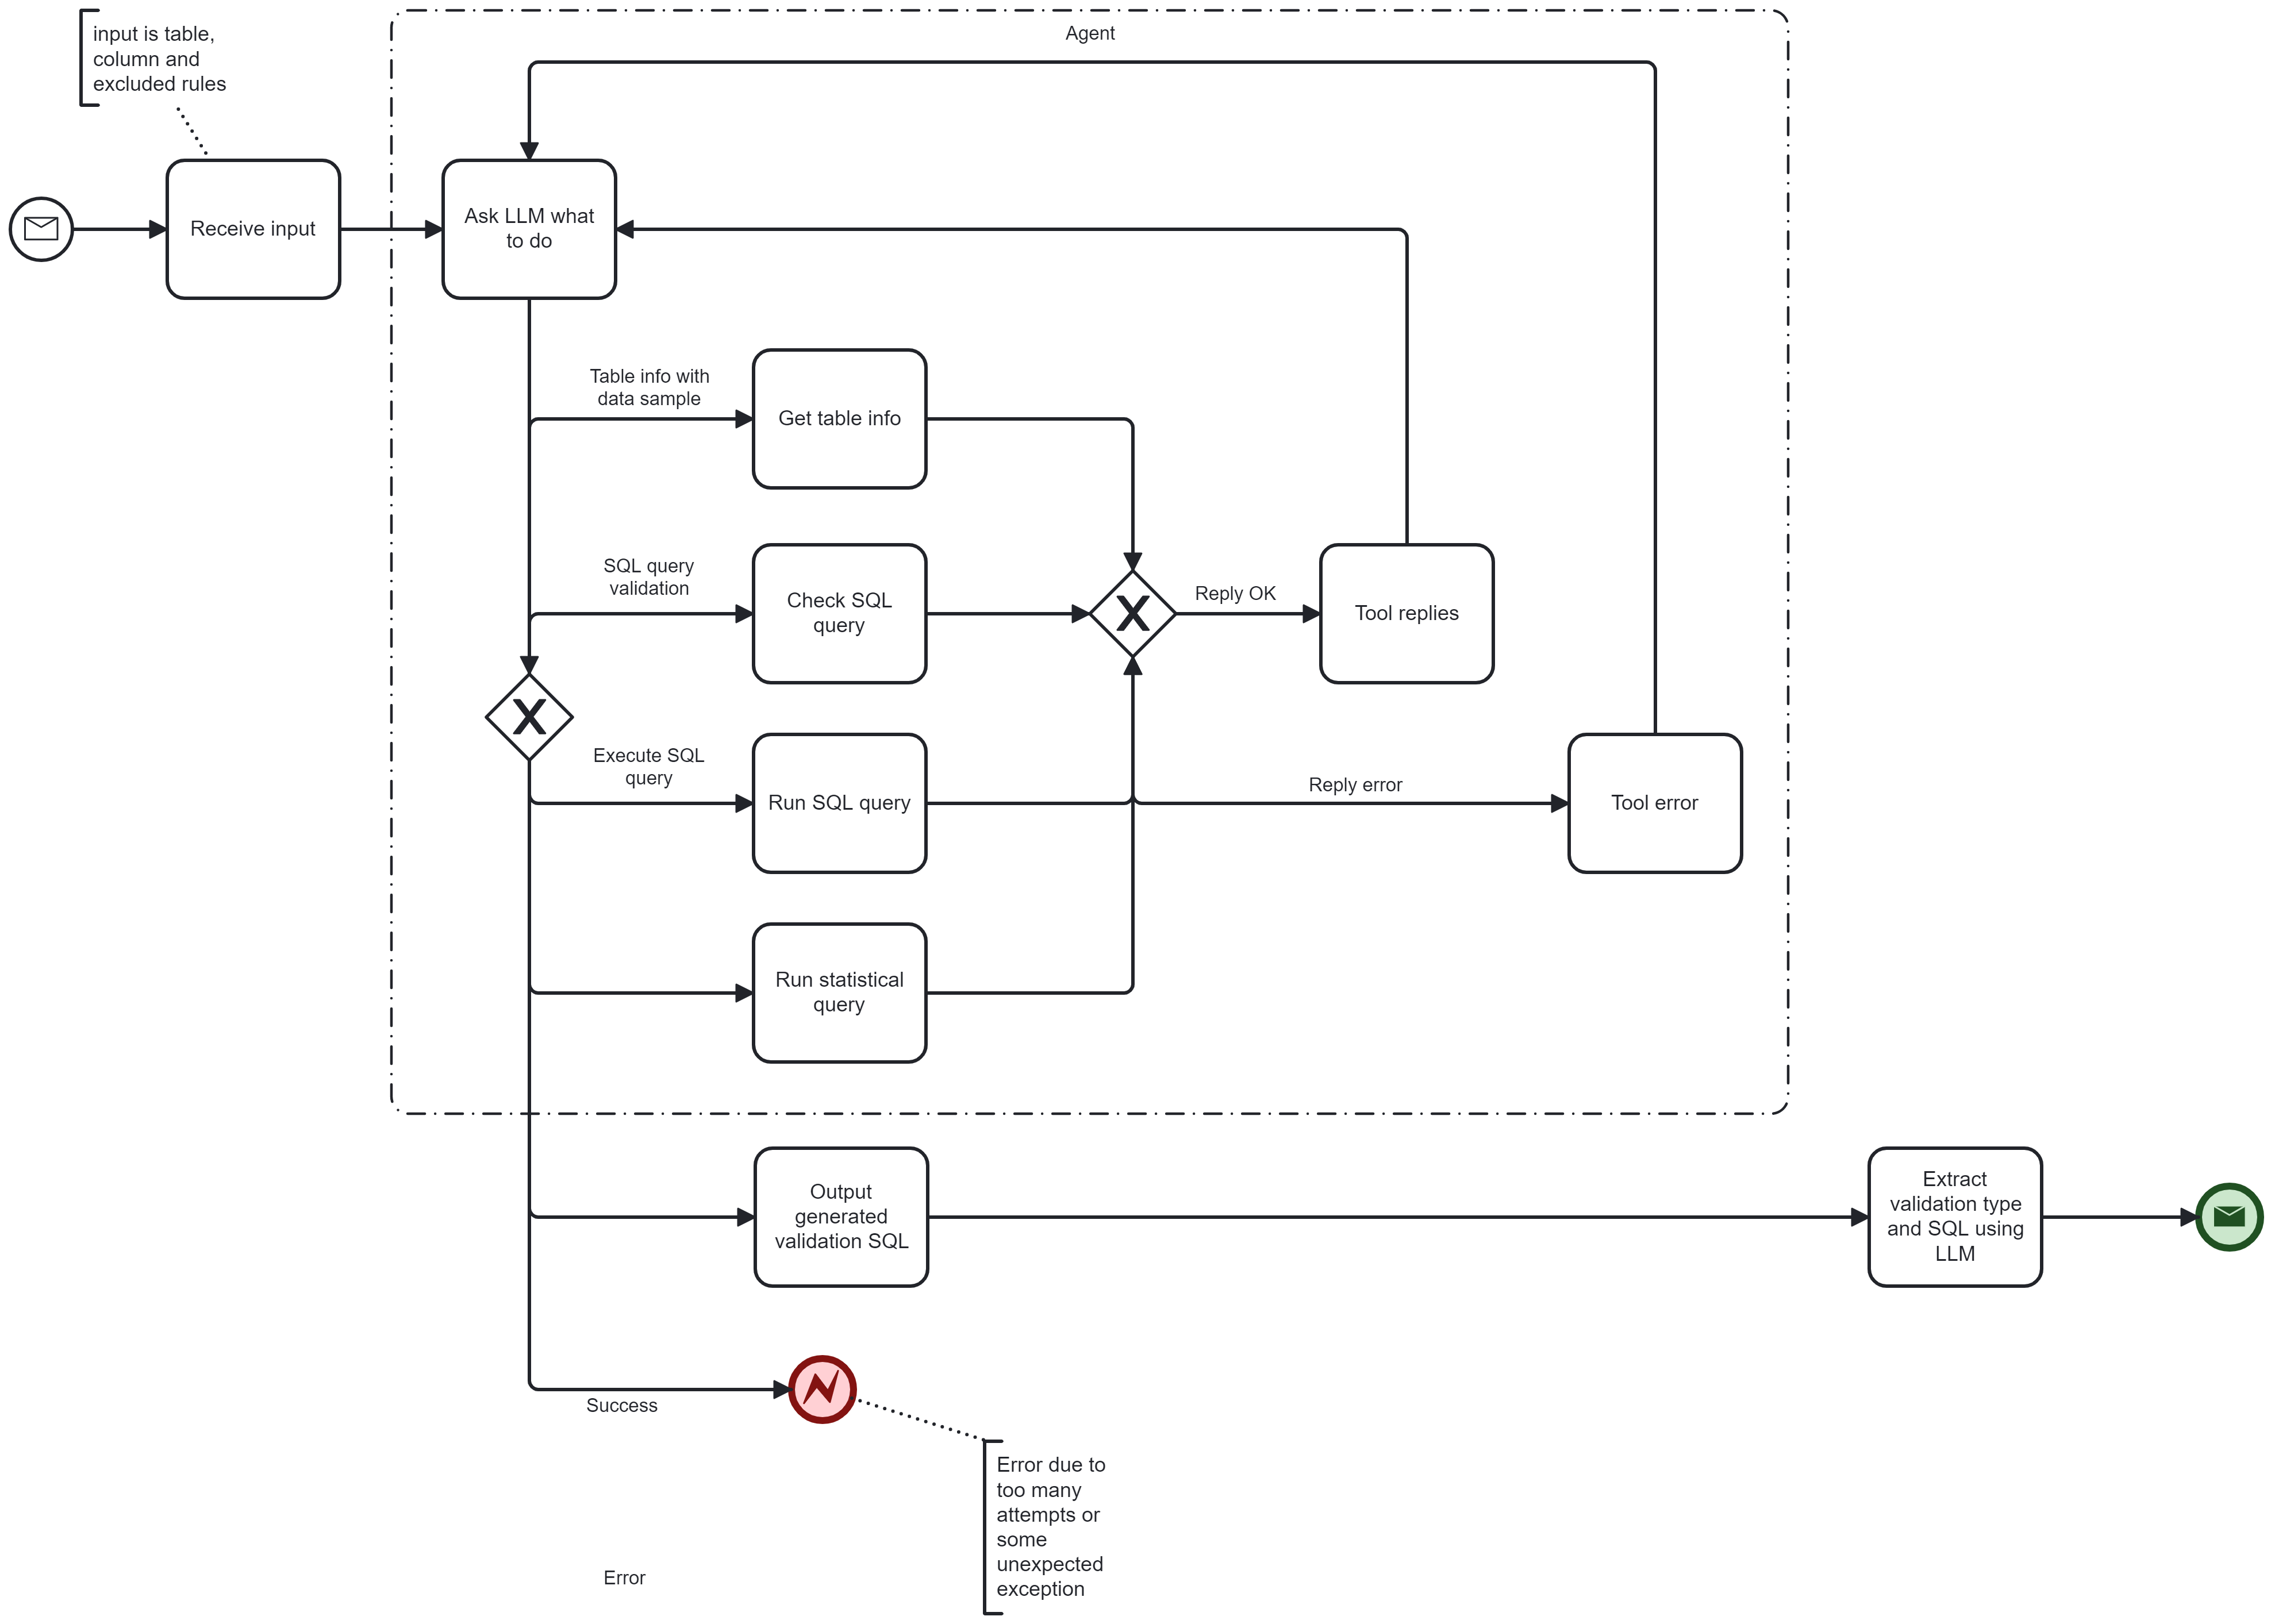 input is table,
column and
excluded rules
Agent
Receive input
Ask LLM what
to do
Table info with
data sample
Get table info
SQL query
validation
Check SQL
query
X
Reply OK
Tool replies
X
Execute SQL
query
Run SQL query
Reply error
Tool error
Run statistical
query
Output
generated
validation SQL
Extract
validation type
and SQL using
LLM
Success
Error due to
too many
attempts or
some
unexpected
exception
Error